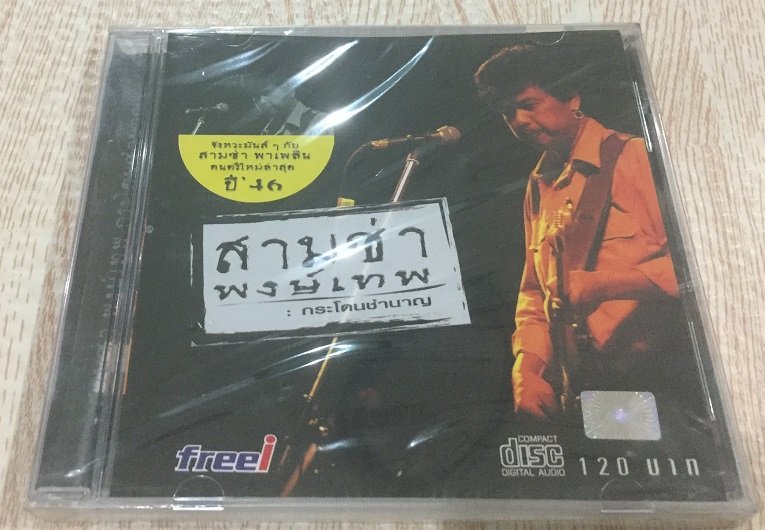 จังหวะมันส์ ๆ กับ
สามช่า พาเพลิน
ดนตรีใหม่ล่าสุด
ปี '46
สามช่า
พงษ์เทพ
: กระโดนชำนาญ
freei
COMPACT
disc
DIGITAL AUDIO
120 บาท